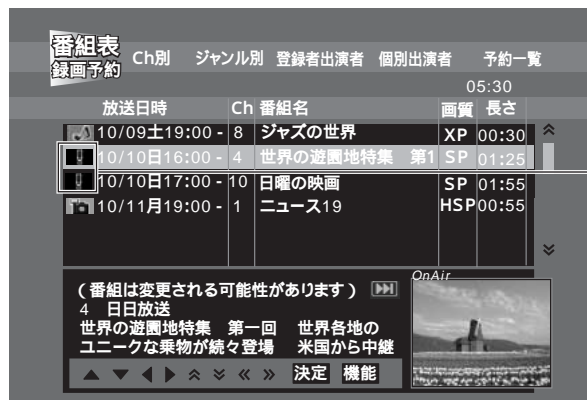 番組表
録画予約
Ch別 ジャンル別 登録者出演者 個別出演者 予約一覧
05:30
放送日時 Ch 番組名 画質 長さ
10/09土19:00 - 8 ジャズの世界 XP 00:30
10/10日16:00 - 4 世界の遊園地特集 第1 SP 01:25
10/10日17:00 - 10 日曜の映画 SP 01:55
10/11月19:00 - 1 ニュース19 HSP 00:55
OnAir
(番組は変更される可能性があります)
4 日日放送
世界の遊園地特集 第一回 世界各地の
ユニークな乗物が続々登場 米国から中継
決定 機能